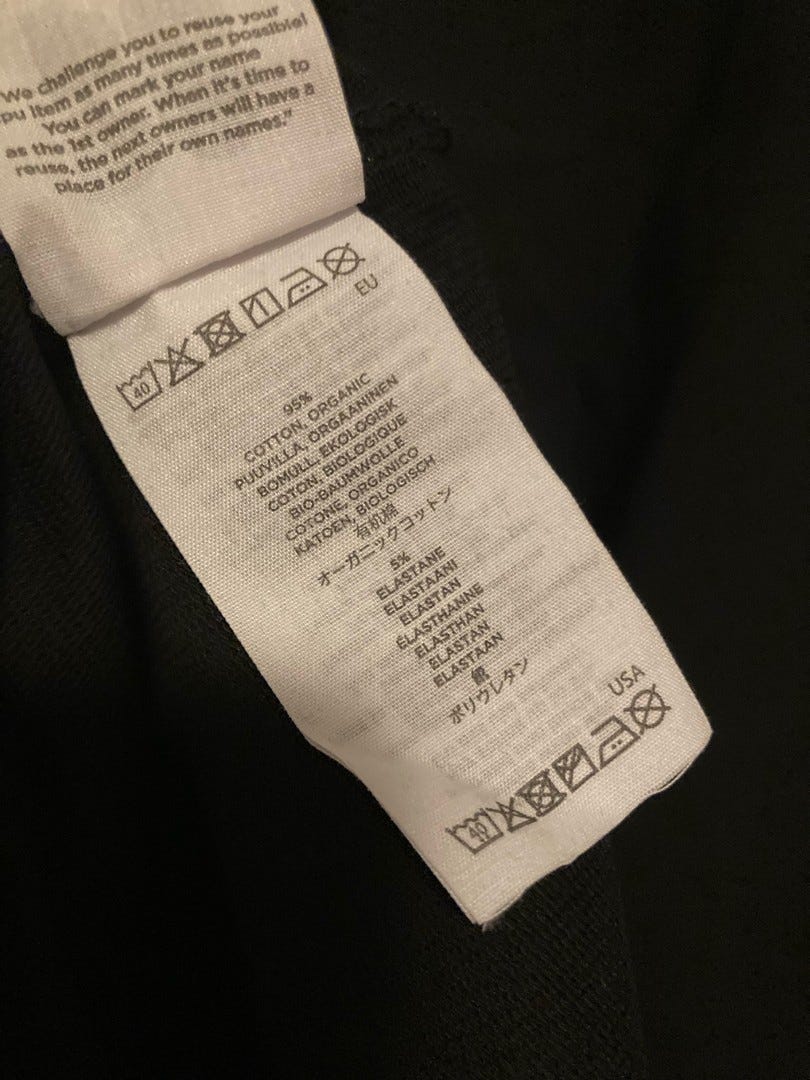 We challenge you to reuse your
pu item as many times as possible!
You can mark your name
as the 1st owner. When it's time to
reuse, the next owners will have a
place for their own names."
40
EU
95%
COTTON, ORGANIC
PUUVILLA, ORGAANINEN
BOMULL, EKOLOGISK
COTON, BIOLOGIQUE
BIO-BAUMWOLLE
COTONE, ORGANICO
KATOEN, BIOLOGISCH
有机棉
オーガニックコットン
5%
ELASTANE
ELASTAANI
ELASTAN
ELASTHANNE
ELASTHAN
ELASTAN
ELASTAAN
ポリウレタン
USA
40